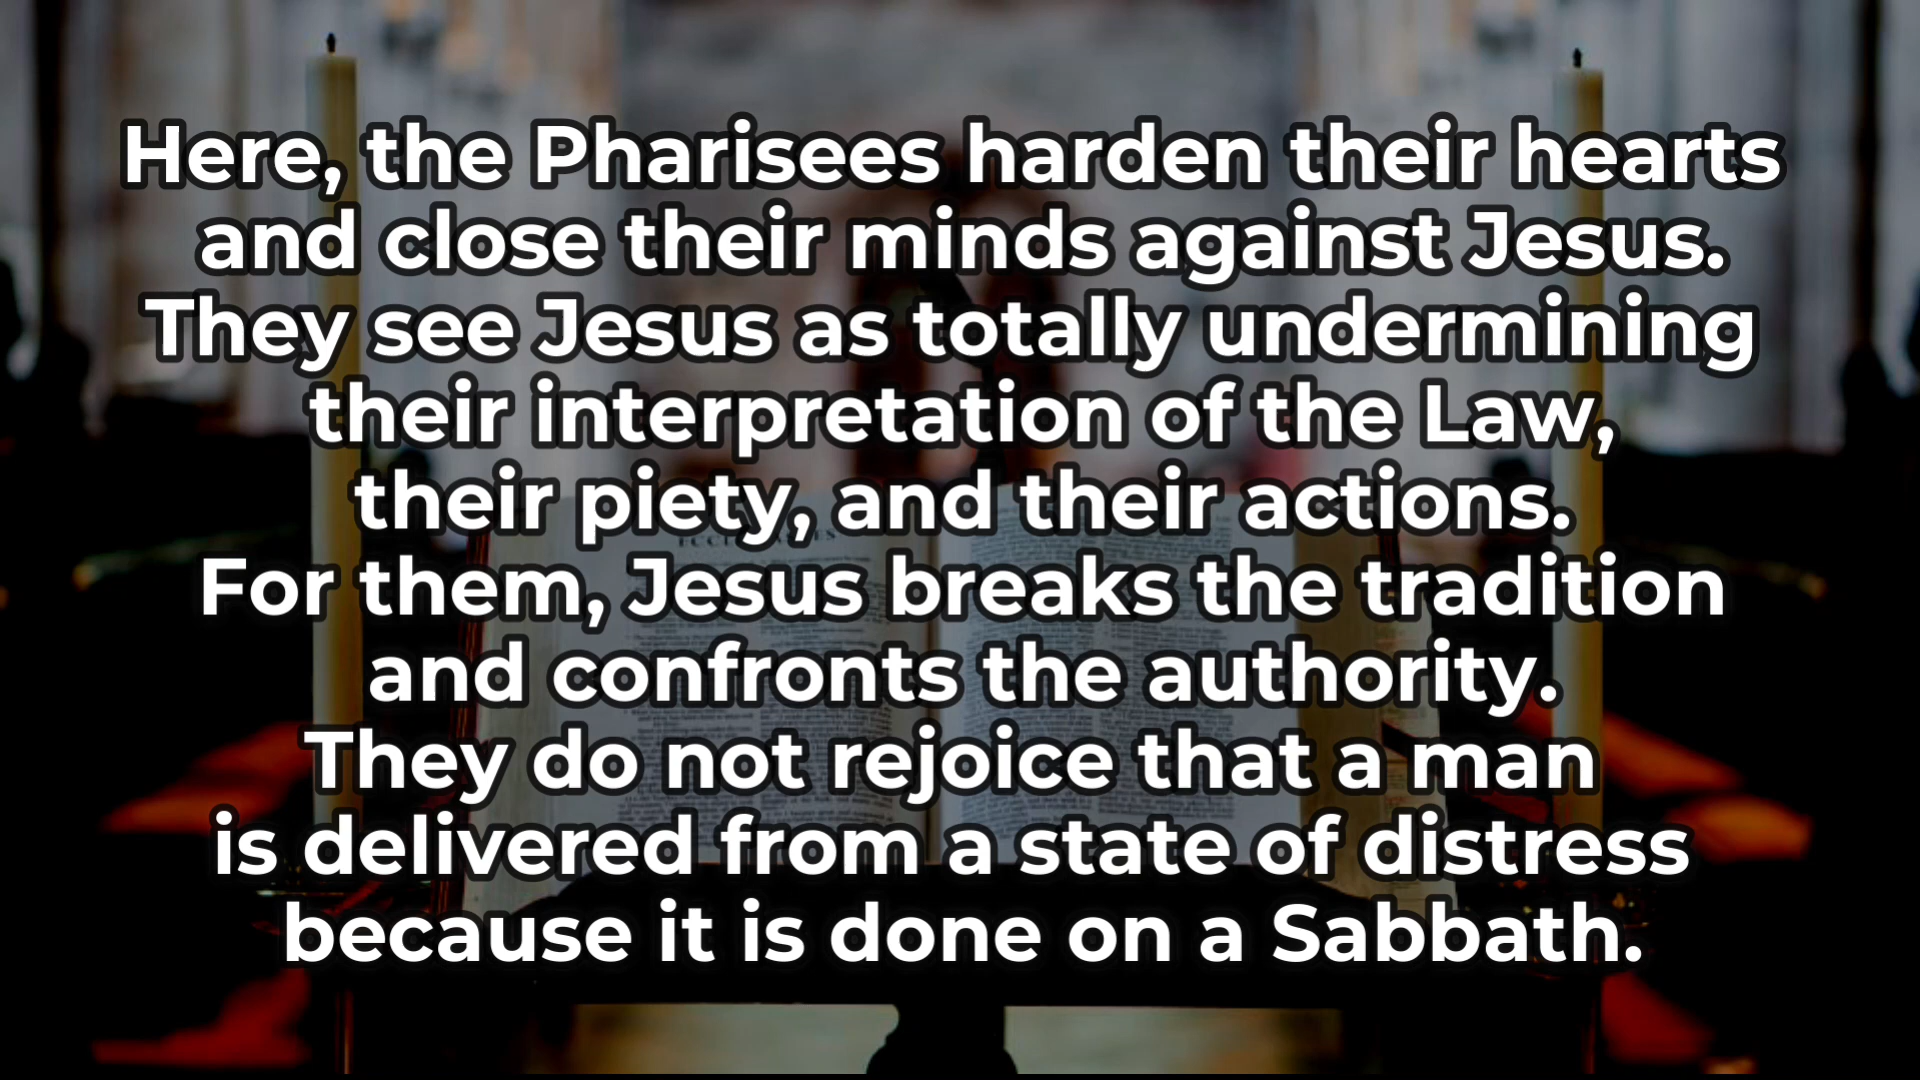 Here, the Pharisees harden their hearts
and close their minds against Jesus.
They see Jesus as totally undermining
their interpretation of the Law,
their piety, and their actions.
For them, Jesus breaks the tradition
and confronts the authority.
They do not rejoice that a man
is delivered from a state of distress
because it is done on a Sabbath.